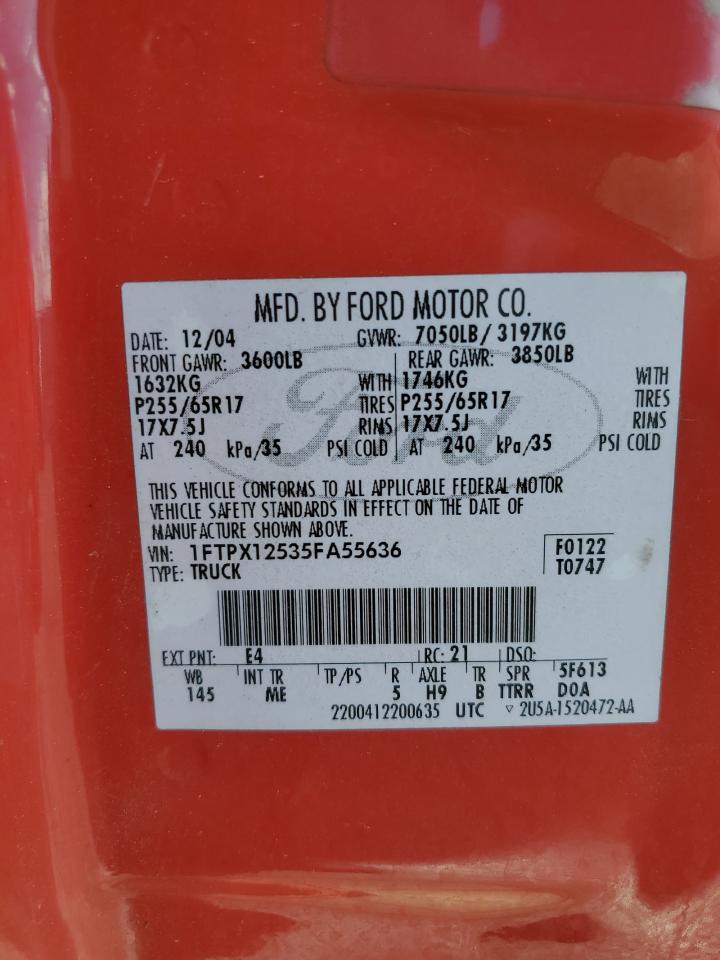 MFD. BY FORD MOTOR CO.
DATE: 12/04 GVWR: 7050LB/ 3197KG
FRONT GAWR: 3600LB REAR GAWR: 3850LB
1632KG WITH 1746KG WITH
P255/65R17 TIRES P255/65R17 TIRES
17X7.5J RIMS 17X7.5J RIMS
AT 240 kPa/35 PSI COLD AT 240 kPa/35 PSI COLD
Ford
THIS VEHICLE CONFORMS TO ALL APPLICABLE FEDERAL MOTOR
VEHICLE SAFETY STANDARDS IN EFFECT ON THE DATE OF
MANUFACTURE SHOWN ABOVE.
VIN: 1FTPX12535FA55636 F0122
TYPE: TRUCK T0747
EXT PNT: E4 RC: 21 DSO:
WB INT TR TP/PS R AXLE TR SPR 5F613
145 ME 5 H9 B TTRR DOA
2200412200635 UTC ▽ 2U5A-1520472-AA